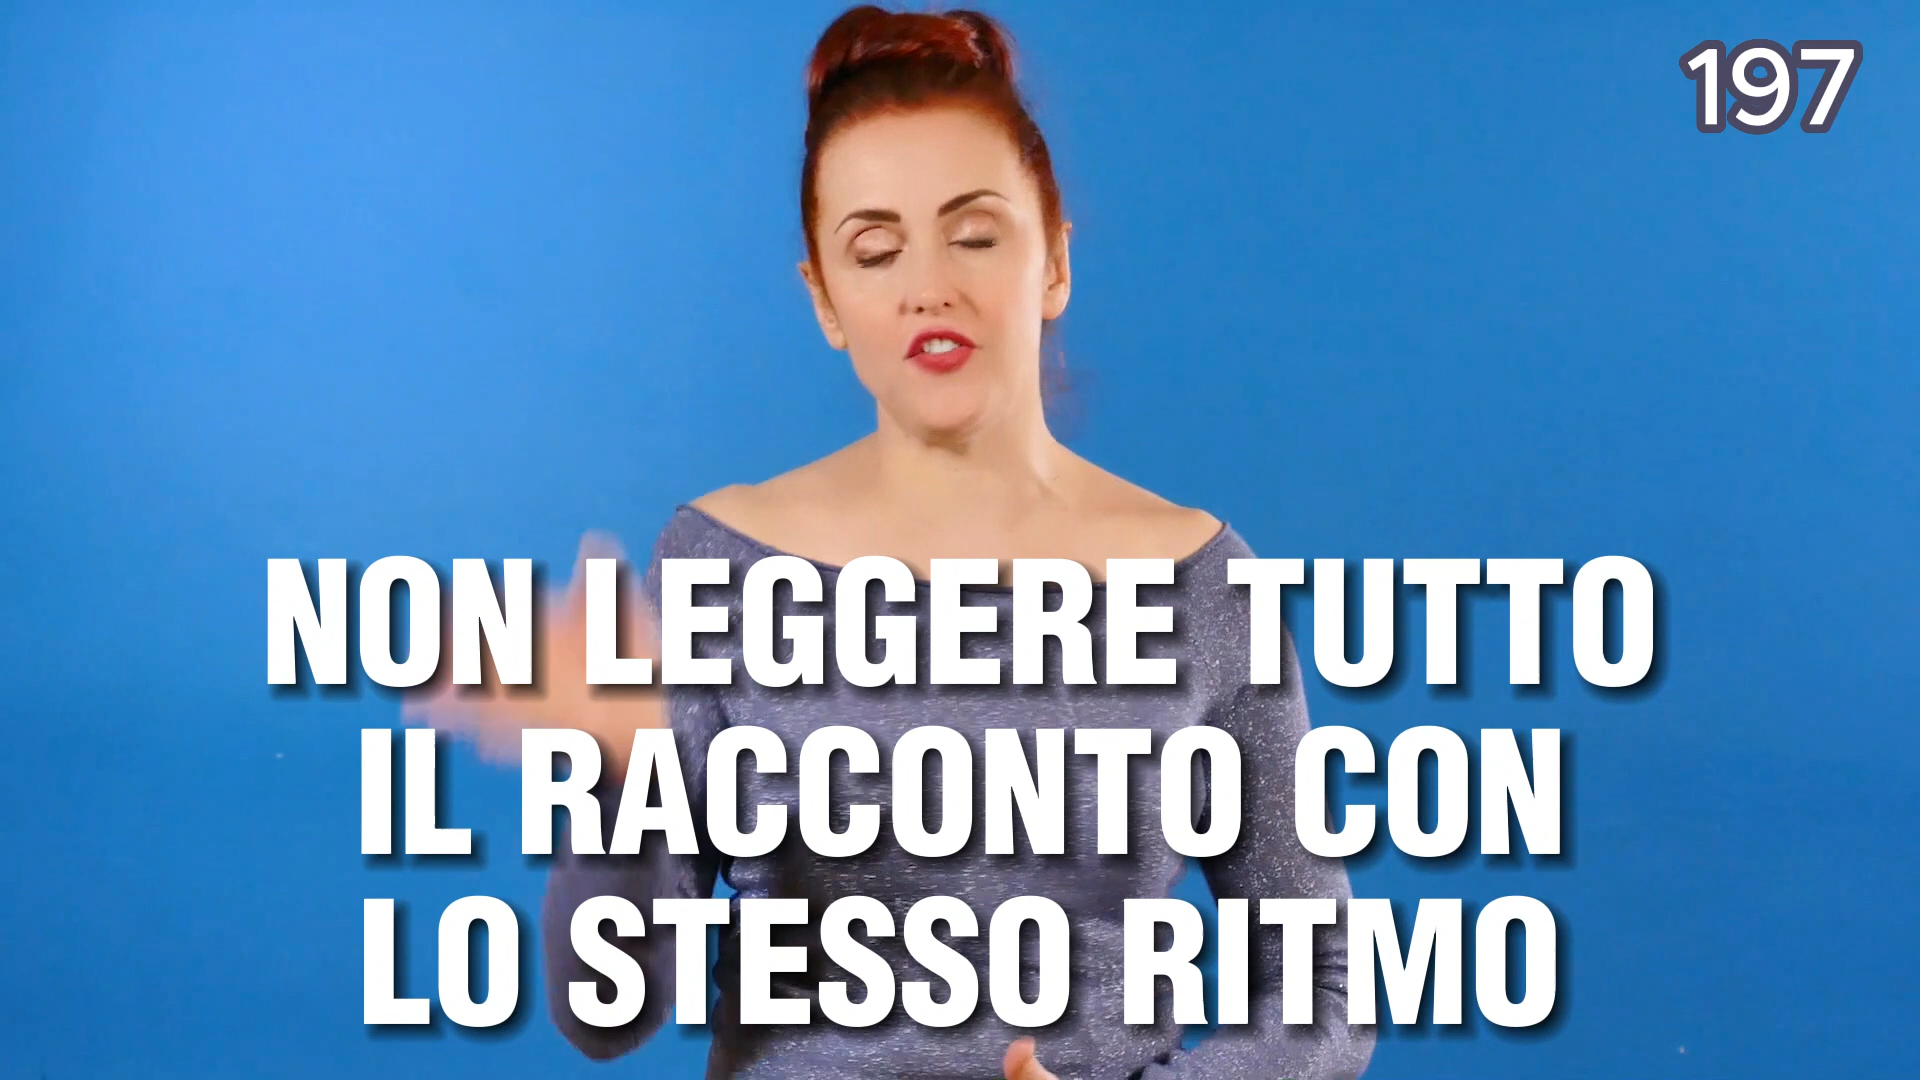 197
NON LEGGERE TUTTO
IL RACCONTO CON
LO STESSO RITMO